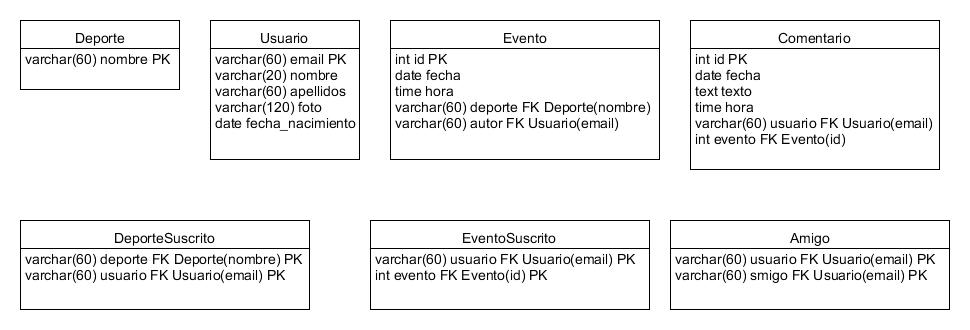 Deporte
varchar(60) nombre PK
Usuario
varchar(60) email PK
varchar(20) nombre
varchar(60) apellidos
varchar(120) foto
date fecha_nacimiento
Evento
int id PK
date fecha
time hora
varchar(60) deporte FK Deporte(nombre)
varchar(60) autor FK Usuario(email)
Comentario
int id PK
date fecha
text texto
time hora
varchar(60) usuario FK Usuario(email)
int evento FK Evento(id)
DeporteSuscrito
varchar(60) deporte FK Deporte(nombre) PK
varchar(60) usuario FK Usuario(email) PK
EventoSuscrito
varchar(60) usuario FK Usuario(email) PK
int evento FK Evento(id) PK
Amigo
varchar(60) usuario FK Usuario(email) PK
varchar(60) smigo FK Usuario(email) PK